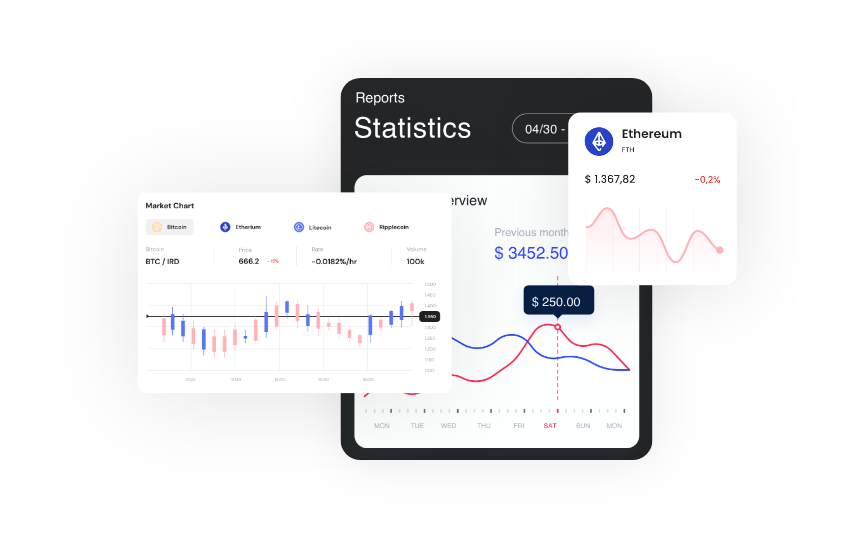 Reports
Statistics
04/30 -
Ethereum
FTH
$ 1.367,82
-0,2%
erview
Previous month
$ 3452.50
$ 250.00
MON TUE WED THU FRI SAT SUN MON
Market Chart
Bitcoin Etherium Litecoin Ripplecoin
Bitcoin Price Rate Volume
BTC / IRD 666.2 -0.0182%/hr 100k